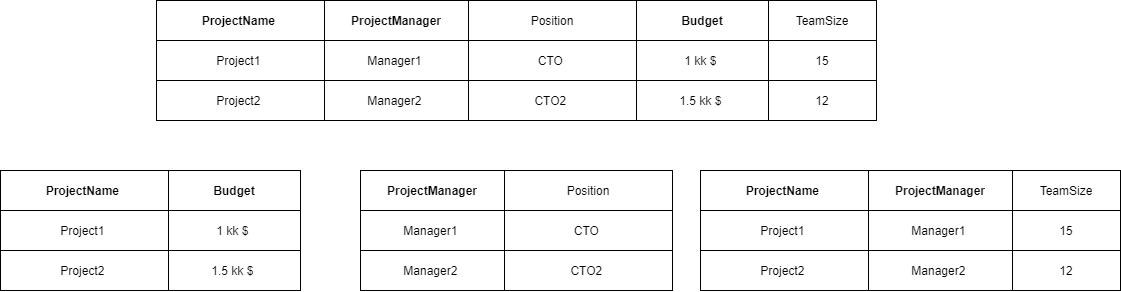 ProjectName ProjectManager Position Budget TeamSize
Project1 Manager1 CTO 1 kk $ 15
Project2 Manager2 CTO2 1.5 kk $ 12
ProjectName Budget
Project1 1 kk $
Project2 1.5 kk $
ProjectManager Position
Manager1 CTO
Manager2 CTO2
ProjectName ProjectManager TeamSize
Project1 Manager1 15
Project2 Manager2 12